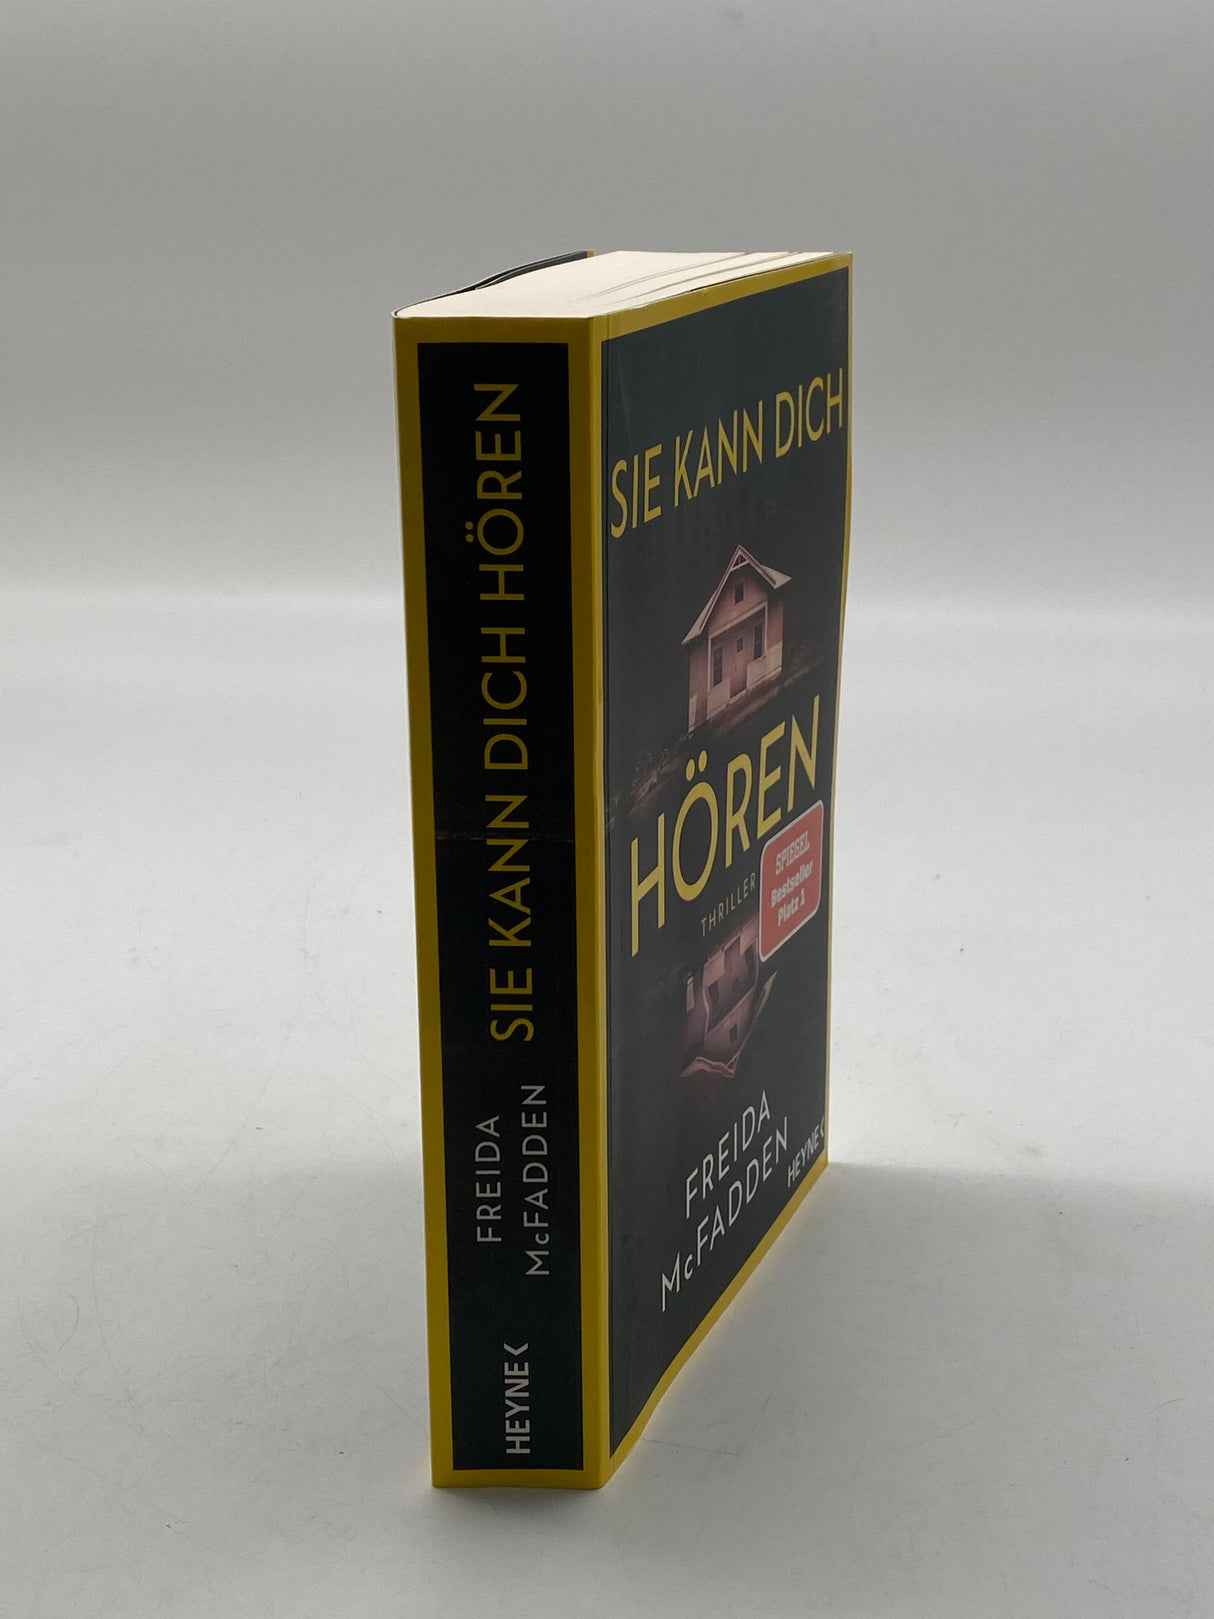 SIE KANN DICH HÖREN
FREIDA
McFADDEN
HEYNE<
SIE KANN DICH
HÖREN
THRILLER
SPIEGEL
Bestseller
Platz 1
FREIDA
McFADDEN
HEYNE<